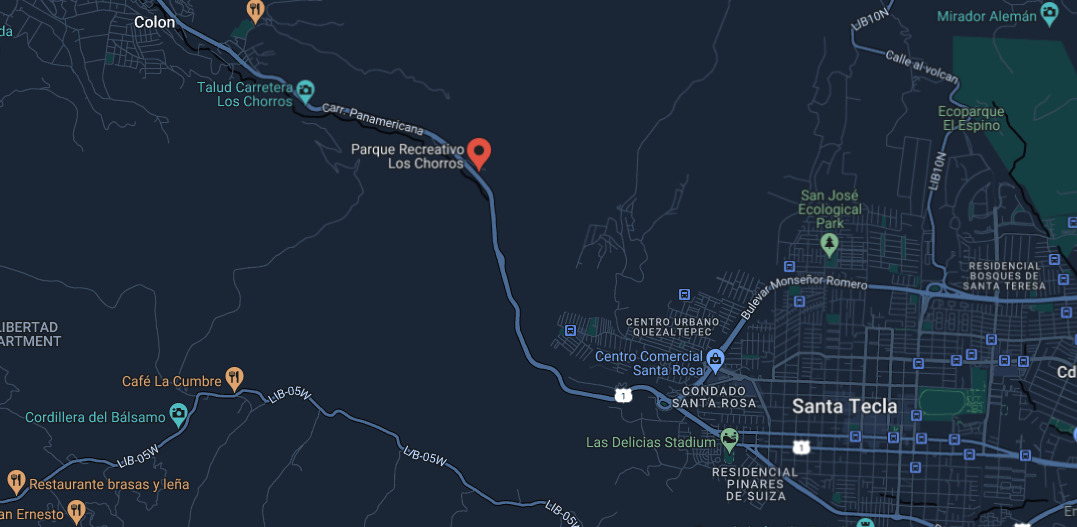 Colon
da
LIB10N
Mirador Alemán
Calle al volcan
Talud Carretera
Los Chorros
Carr. Panamericana
Ecoparque
El Espino
Parque Recreativo
Los Chorros
LIB10N
San José
Ecological
Park
RESIDENCIAL
BOSQUES DE
SANTA TERESA
Bulevar Monseñor Romero
LIBERTAD
ARTMENT
CENTRO URBANO
QUEZALTEPEC
Centro Comercial
Santa Rosa
Café La Cumbre
LIB-05W
Cd
1
CONDADO
SANTA ROSA
Santa Tecla
Cordillera del Bálsamo
Las Delicias Stadium
1
LIB-05W
LIB-05W
RESIDENCIAL
PINARES
DE SUIZA
Restaurante brasas y leña
an Ernesto
LIB-05W
En